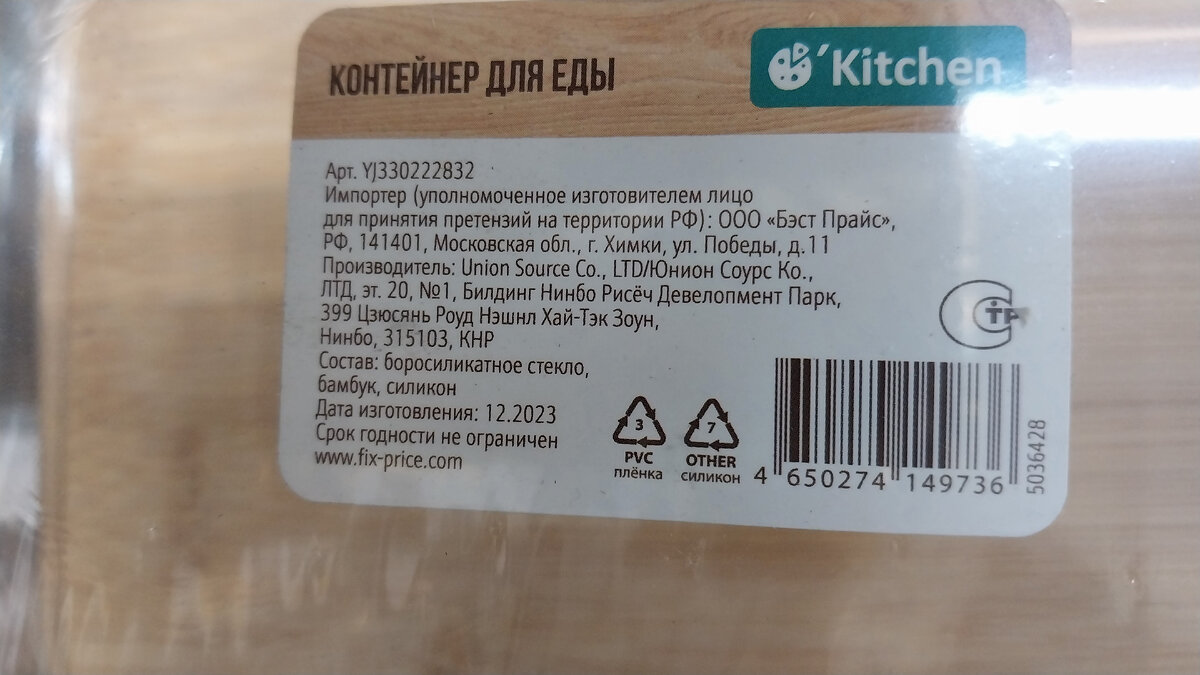 КОНТЕЙНЕР ДЛЯ ЕДЫ
'Kitchen
Арт. YJ330222832
Импортер (уполномоченное изготовителем лицо
для принятия претензий на территории РФ): ООО «Бэст Прайс»,
РФ, 141401, Московская обл., г. Химки, ул. Победы, д.11
Производитель: Union Source Co., LTD/Юнион Соурс Ко.,
ЛТД, эт. 20, №1, Билдинг Нинбо Рисёч Девелопмент Парк,
399 Цзюсянь Роуд Нэшнл Хай-Тэк Зоун,
Нинбо, 315103, КНР
Состав: боросиликатное стекло,
бамбук, силикон
Дата изготовления: 12.2023
Срок годности не ограничен
www.fix-price.com
3
PVC
плёнка
7
OTHER
силикон
СТР
4 650274 149736
5036428